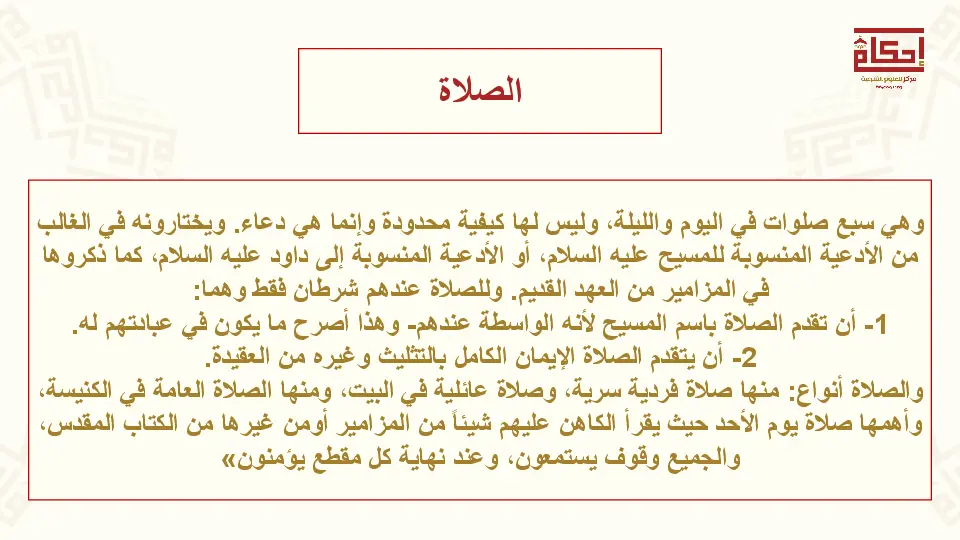 إحكام
مركز للعلوم الشرعية
الصلاة
وهي سبع صلوات في اليوم والليلة، وليس لها كيفية محدودة وإنما هي دعاء. ويختارونه في الغالب
من الأدعية المنسوبة للمسيح عليه السلام، أو الأدعية المنسوبة إلى داود عليه السلام، كما ذكروها
في المزامير من العهد القديم. وللصلاة عندهم شرطان فقط وهما:
1- أن تقدم الصلاة باسم المسيح لأنه الواسطة عندهم- وهذا أصرح ما يكون في عبادتهم له.
2- أن يتقدم الصلاة الإيمان الكامل بالتثليث وغيره من العقيدة.
والصلاة أنواع: منها صلاة فردية سرية، وصلاة عائلية في البيت، ومنها الصلاة العامة في الكنيسة،
وأهمها صلاة يوم الأحد حيث يقرأ الكاهن عليهم شيئاً من المزامير أومن غيرها من الكتاب المقدس،
والجميع وقوف يستمعون، وعند نهاية كل مقطع يؤمنون»